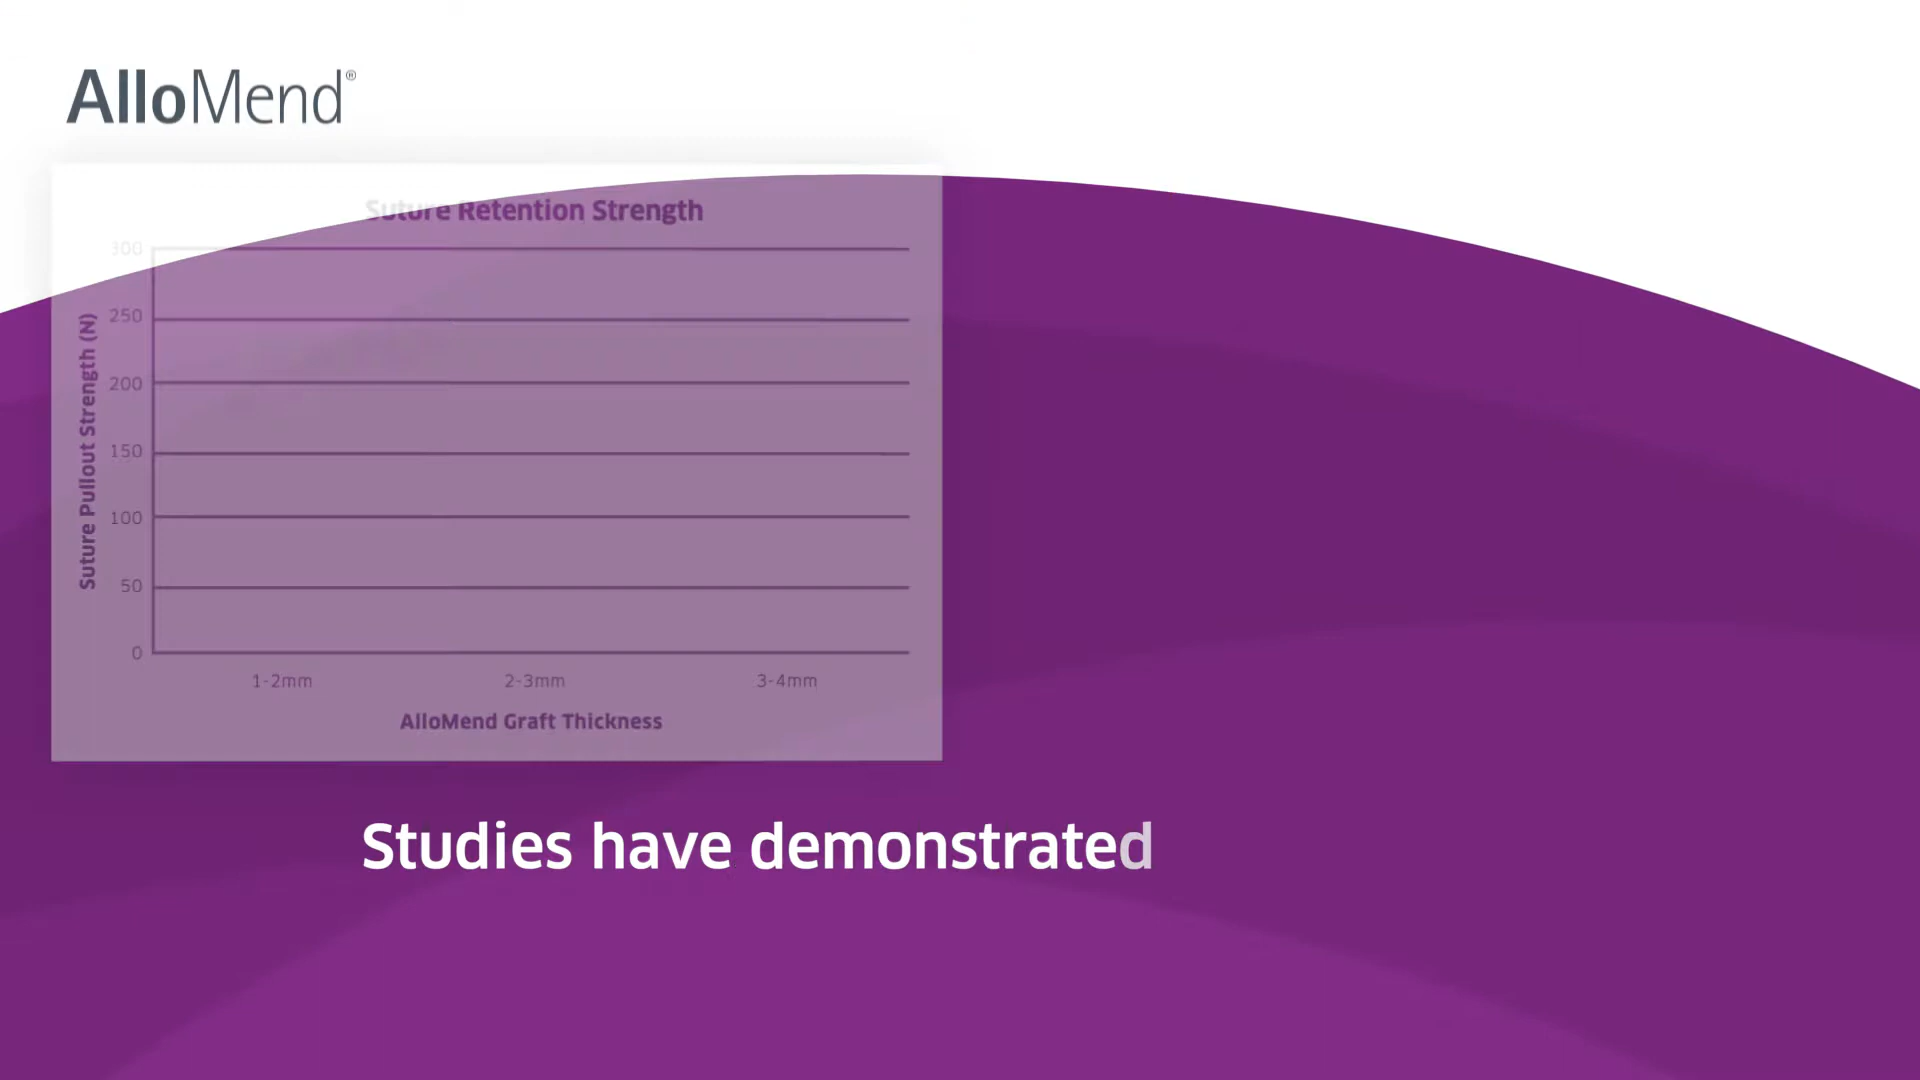 AlloMend®
Suture Retention Strength
300
250
200
150
100
50
0
Suture Pullout Strength (N)
1-2mm 2-3mm 3-4mm
AlloMend Graft Thickness
Studies have demonstrated